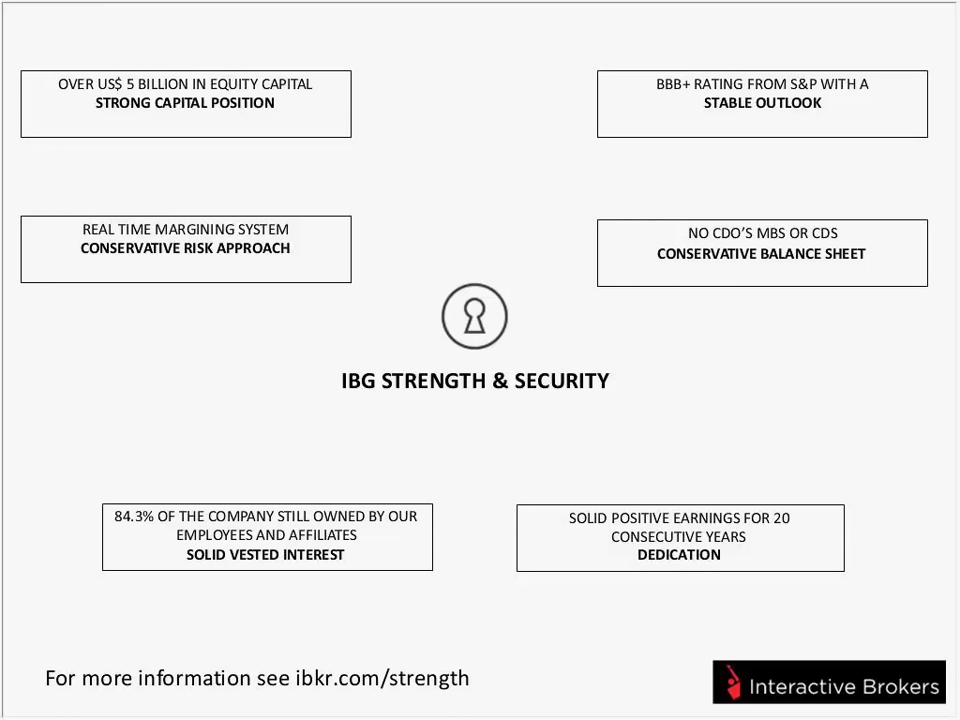 OVER US$ 5 BILLION IN EQUITY CAPITAL
STRONG CAPITAL POSITION
BBB+ RATING FROM S&P WITH A
STABLE OUTLOOK
REAL TIME MARGINING SYSTEM
CONSERVATIVE RISK APPROACH
NO CDO’S MBS OR CDS
CONSERVATIVE BALANCE SHEET
IBG STRENGTH & SECURITY
84.3% OF THE COMPANY STILL OWNED BY OUR
EMPLOYEES AND AFFILIATES
SOLID VESTED INTEREST
SOLID POSITIVE EARNINGS FOR 20
CONSECUTIVE YEARS
DEDICATION
For more information see ibkr.com/strength
Interactive Brokers